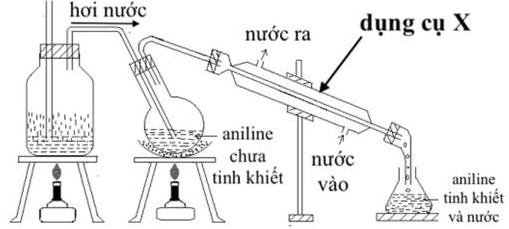 hơi nước
nước ra
dụng cụ X
aniline
chưa
tinh khiết
nước
vào
aniline
tinh khiết
và nước